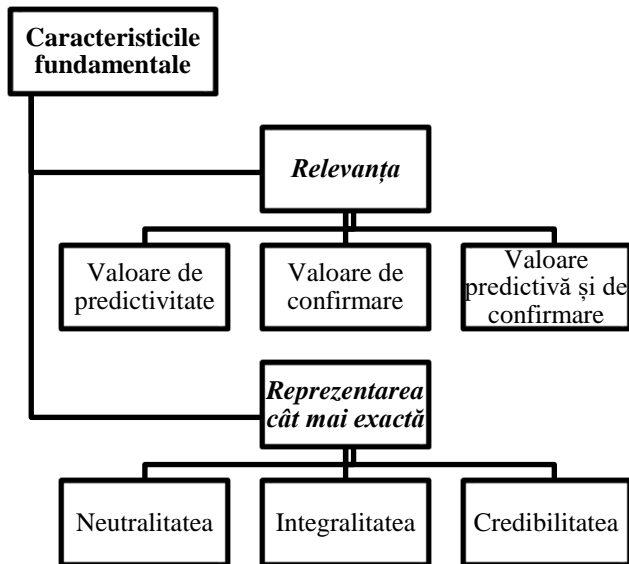 Caracteristicile
fundamentale
Relevanța
Valoare de
predictivitate
Valoare de
confirmare
Valoare
predictivă și de
confirmare
Reprezentarea
cât mai exactă
Neutralitatea
Integralitatea
Credibilitatea